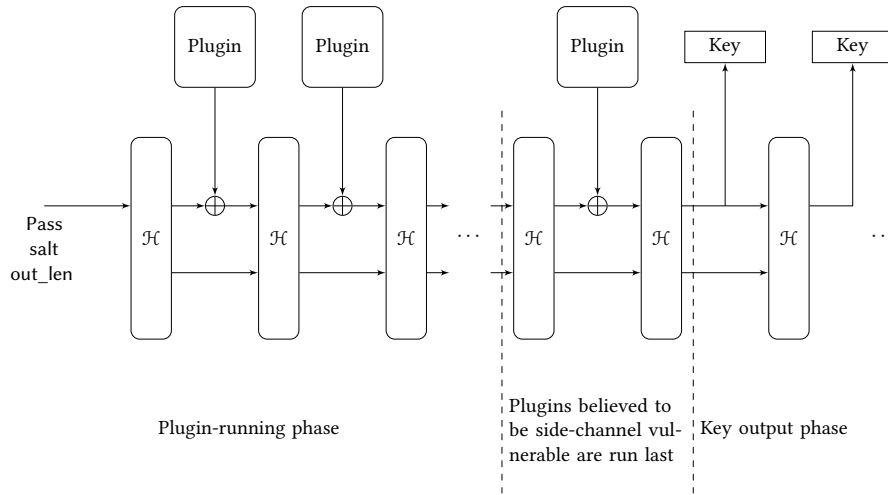 Plugin
Plugin
Plugin
Key
Key
Pass
salt
out_len
ℋ
ℋ
ℋ
· · ·
ℋ
ℋ
ℋ
· · ·
Plugin-running phase
Plugins believed to
be side-channel vul-
nerable are run last
Key output phase